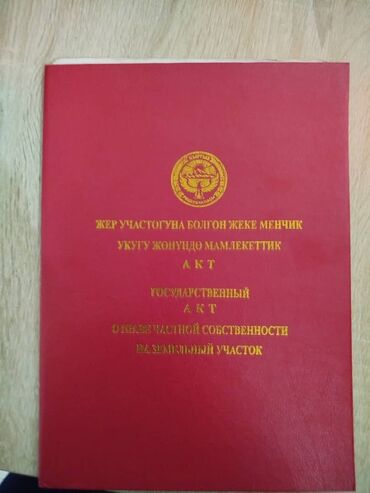 ЖЕР УЧАСТОГУНА БОЛГОН ЖЕКЕ МЕНЧИК
УКУГУ ЖӨНҮНДӨ МАМЛЕКЕТТИК
А К Т
ГОСУДАРСТВЕННЫЙ
А К Т
О ПРАВЕ ЧАСТНОЙ СОБСТВЕННОСТИ
НА ЗЕМЕЛЬНЫЙ УЧАСТОК